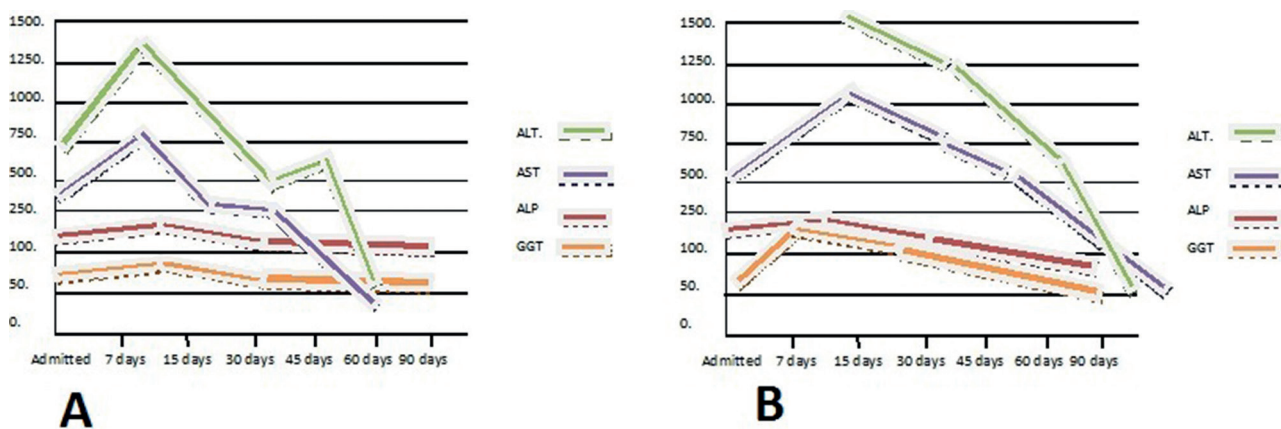 1500.
1250.
1000.
750.
500.
250.
100.
50.
0.
Admitted 7 days 15 days 30 days 45 days 60 days 90 days
ALT.
AST
ALP
GGT
A
1500.
1250.
1000.
750.
500.
250.
100.
50.
0.
Admitted 7 days 15 days 30 days 45 days 60 days 90 days
ALT.
AST
ALP
GGT
B